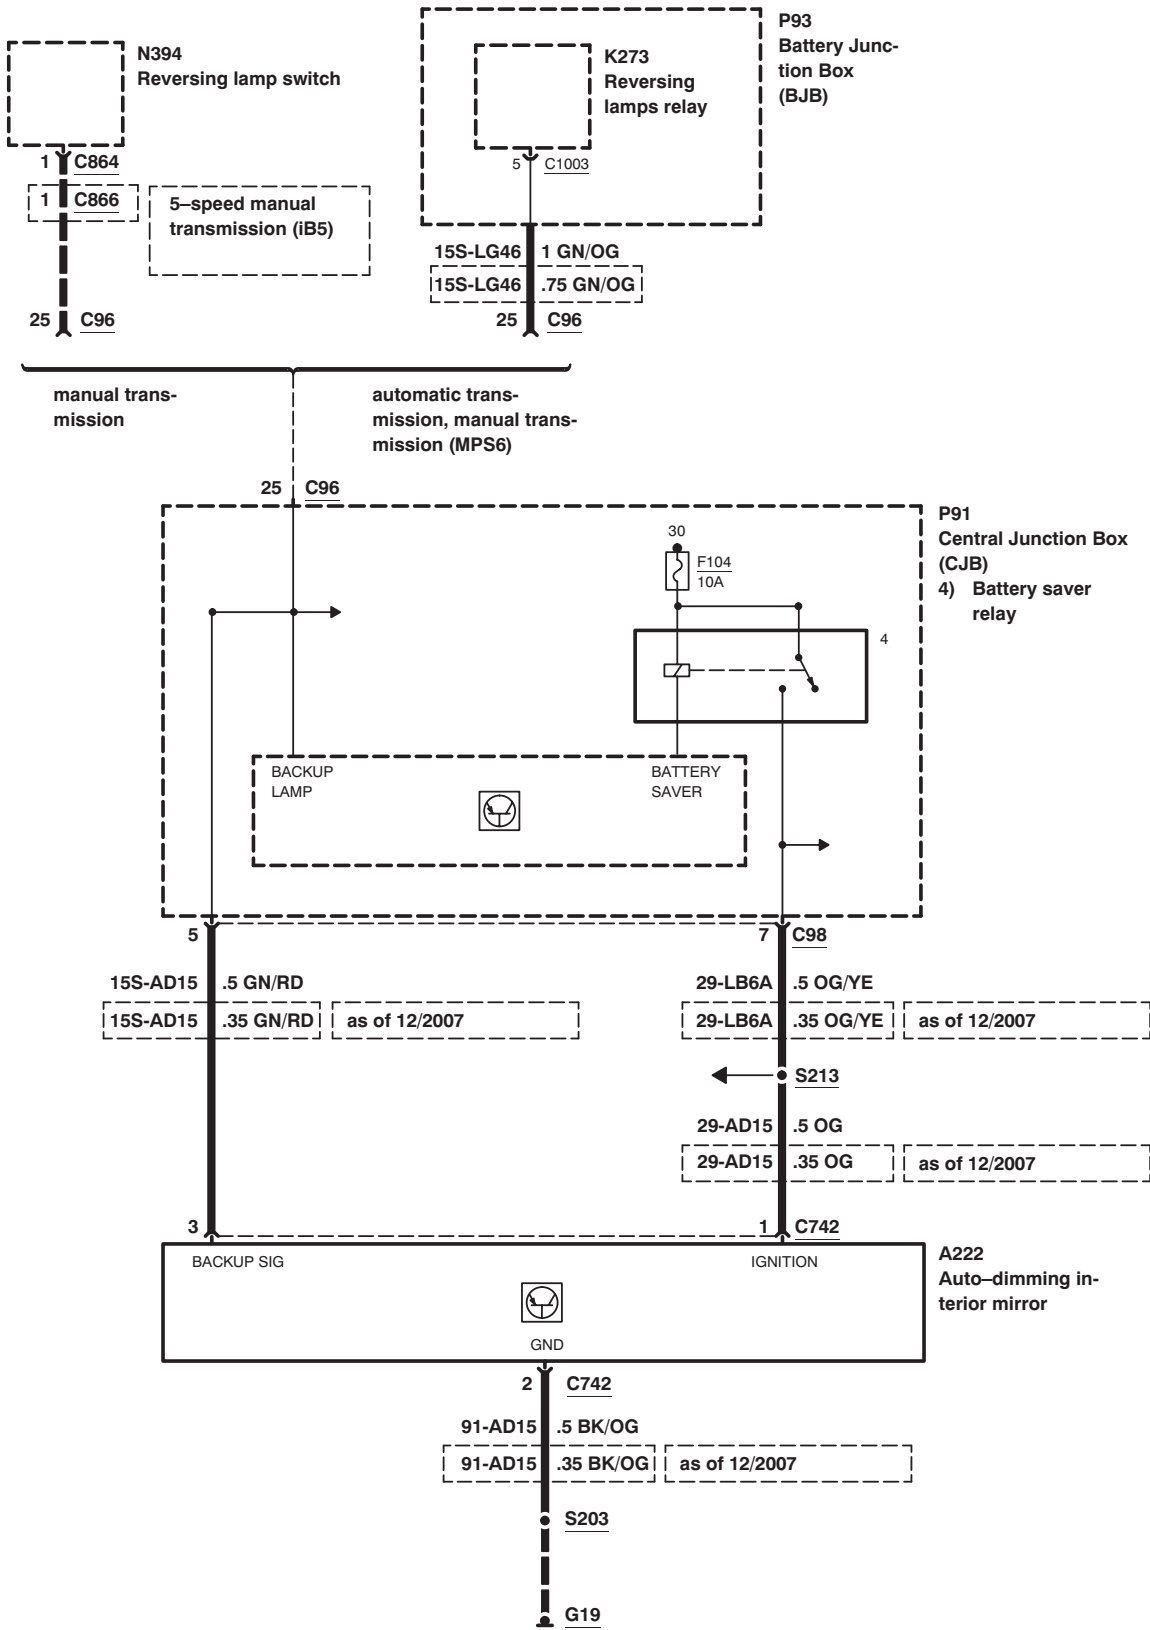 P93
Battery Junc-
tion Box
(BJB)
N394
Reversing lamp switch
K273
Reversing
lamps relay
1 C864
5 C1003
1 C866
5–speed manual
transmission (iB5)
15S-LG46 1 GN/OG
15S-LG46 .75 GN/OG
25 C96
25 C96
manual trans-
mission
automatic trans-
mission, manual trans-
mission (MPS6)
25 C96
P91
Central Junction Box
(CJB)
4) Battery saver
relay
30
F104
10A
4
BACKUP
LAMP
BATTERY
SAVER
5
7 C98
15S-AD15 .5 GN/RD
15S-AD15 .35 GN/RD as of 12/2007
29-LB6A .5 OG/YE
29-LB6A .35 OG/YE as of 12/2007
S213
29-AD15 .5 OG
29-AD15 .35 OG as of 12/2007
3
1 C742
BACKUP SIG
IGNITION
GND
A222
Auto–dimming in-
terior mirror
2 C742
91-AD15 .5 BK/OG
91-AD15 .35 BK/OG as of 12/2007
S203
G19